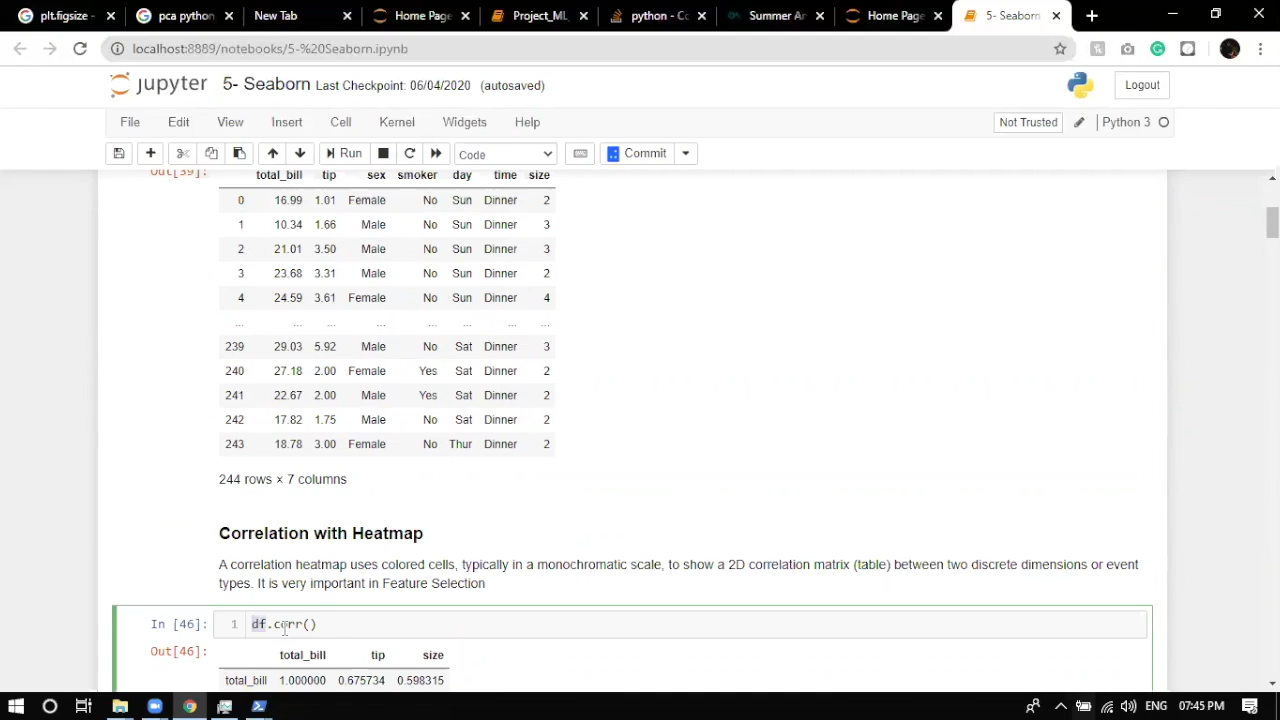 plt.figsize - G
pca python
New Tab
Home Page
Project_ML
python - Co
Summer Ar
Home Page
5- Seaborn
localhost:8889/notebooks/5-%20Seaborn.ipynb
jupyter 5- Seaborn Last Checkpoint: 06/04/2020 (autosaved)
Logout
File Edit View Insert Cell Kernel Widgets Help
Not Trusted Python 3
Run Code Commit
Out[39]: total_bill tip sex smoker day time size
0 16.99 1.01 Female No Sun Dinner 2
1 10.34 1.66 Male No Sun Dinner 3
2 21.01 3.50 Male No Sun Dinner 3
3 23.68 3.31 Male No Sun Dinner 2
4 24.59 3.61 Female No Sun Dinner 4
... ... ... ... ... ... ... ...
239 29.03 5.92 Male No Sat Dinner 3
240 27.18 2.00 Female Yes Sat Dinner 2
241 22.67 2.00 Male Yes Sat Dinner 2
242 17.82 1.75 Male No Sat Dinner 2
243 18.78 3.00 Female No Thur Dinner 2
244 rows × 7 columns
Correlation with Heatmap
A correlation heatmap uses colored cells, typically in a monochromatic scale, to show a 2D correlation matrix (table) between two discrete dimensions or event
types. It is very important in Feature Selection
In [46]: 1 df.corr()
Out[46]: total_bill tip size
total_bill 1.000000 0.675734 0.598315
ENG 07:45 PM